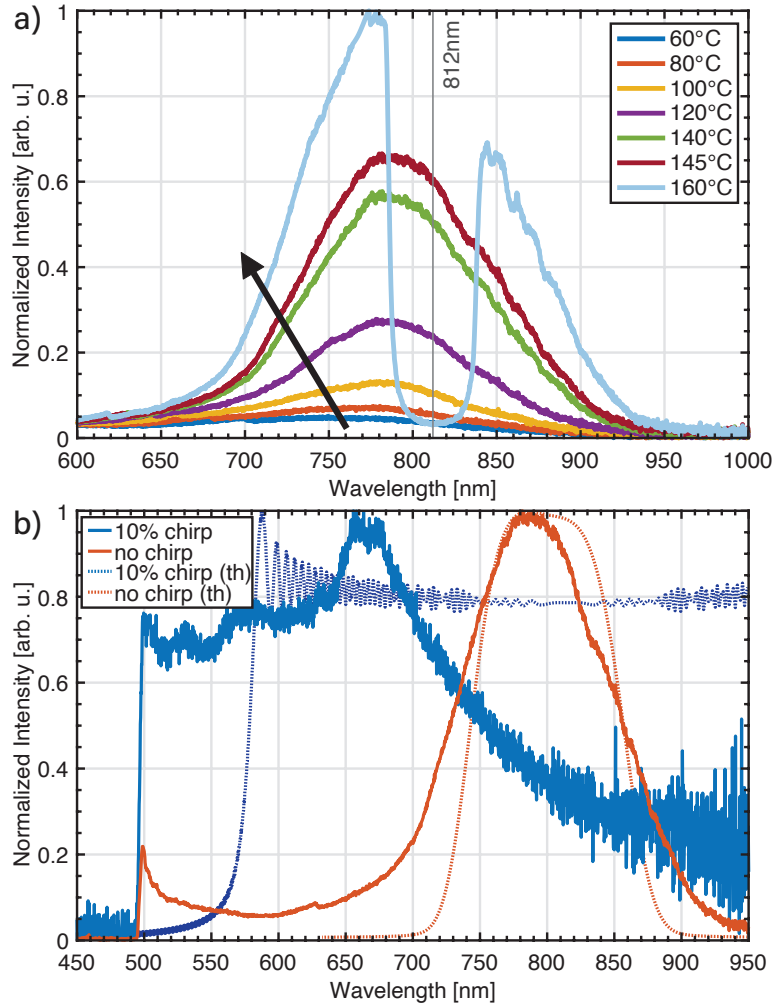 a)
1
0.8
0.6
0.4
0.2
0
Normalized Intensity [arb. u.]
812nm
60°C
80°C
100°C
120°C
140°C
145°C
160°C
600 650 700 750 800 850 900 950 1000
Wavelength [nm]
b)
1
0.8
0.6
0.4
0.2
0
Normalized Intensity [arb. u.]
10% chirp
no chirp
10% chirp (th)
no chirp (th)
450 500 550 600 650 700 750 800 850 900 950
Wavelength [nm]